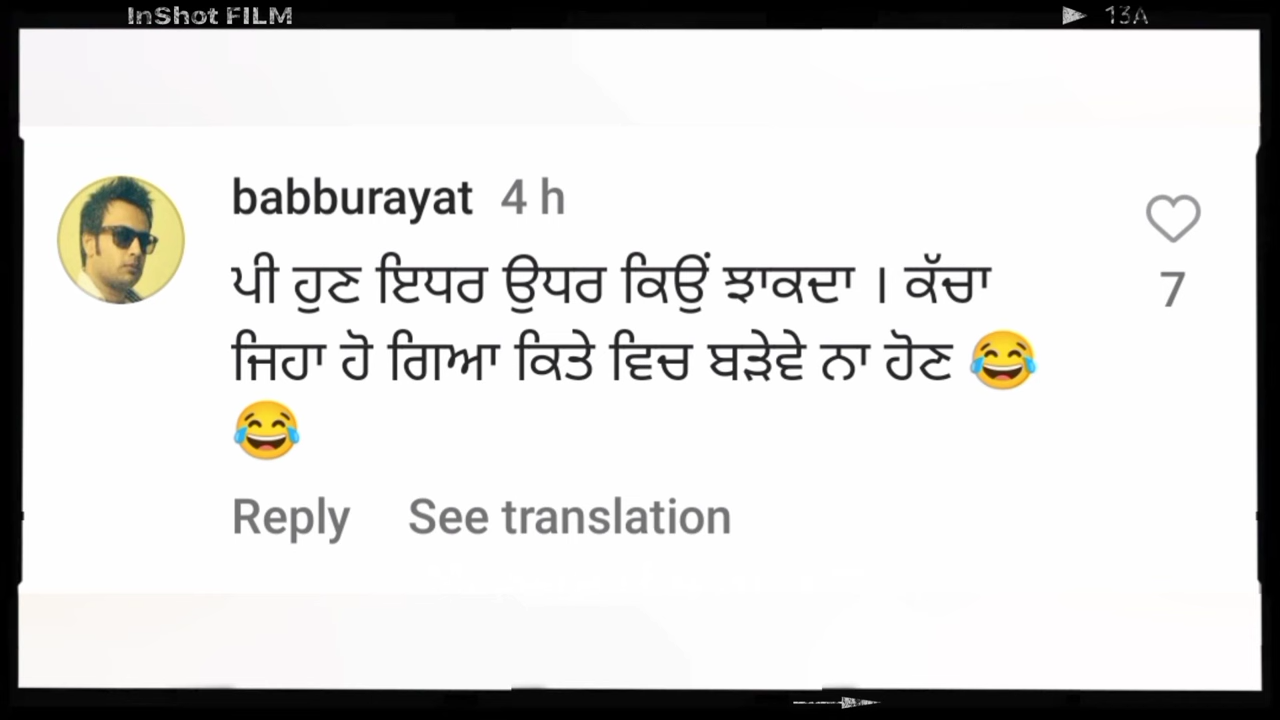 InShot FILM
▶ 13A
babburayat 4 h
ਪੀ ਹੁਣ ਇਧਰ ਉਧਰ ਕਿਉਂ ਝਾਕਦਾ । ਕੱਚਾ
ਜਿਹਾ ਹੋ ਗਿਆ ਕਿਤੇ ਵਿਚ ਬੜੇਵੇ ਨਾ ਹੋਣ 😂
😂
7
Reply See translation